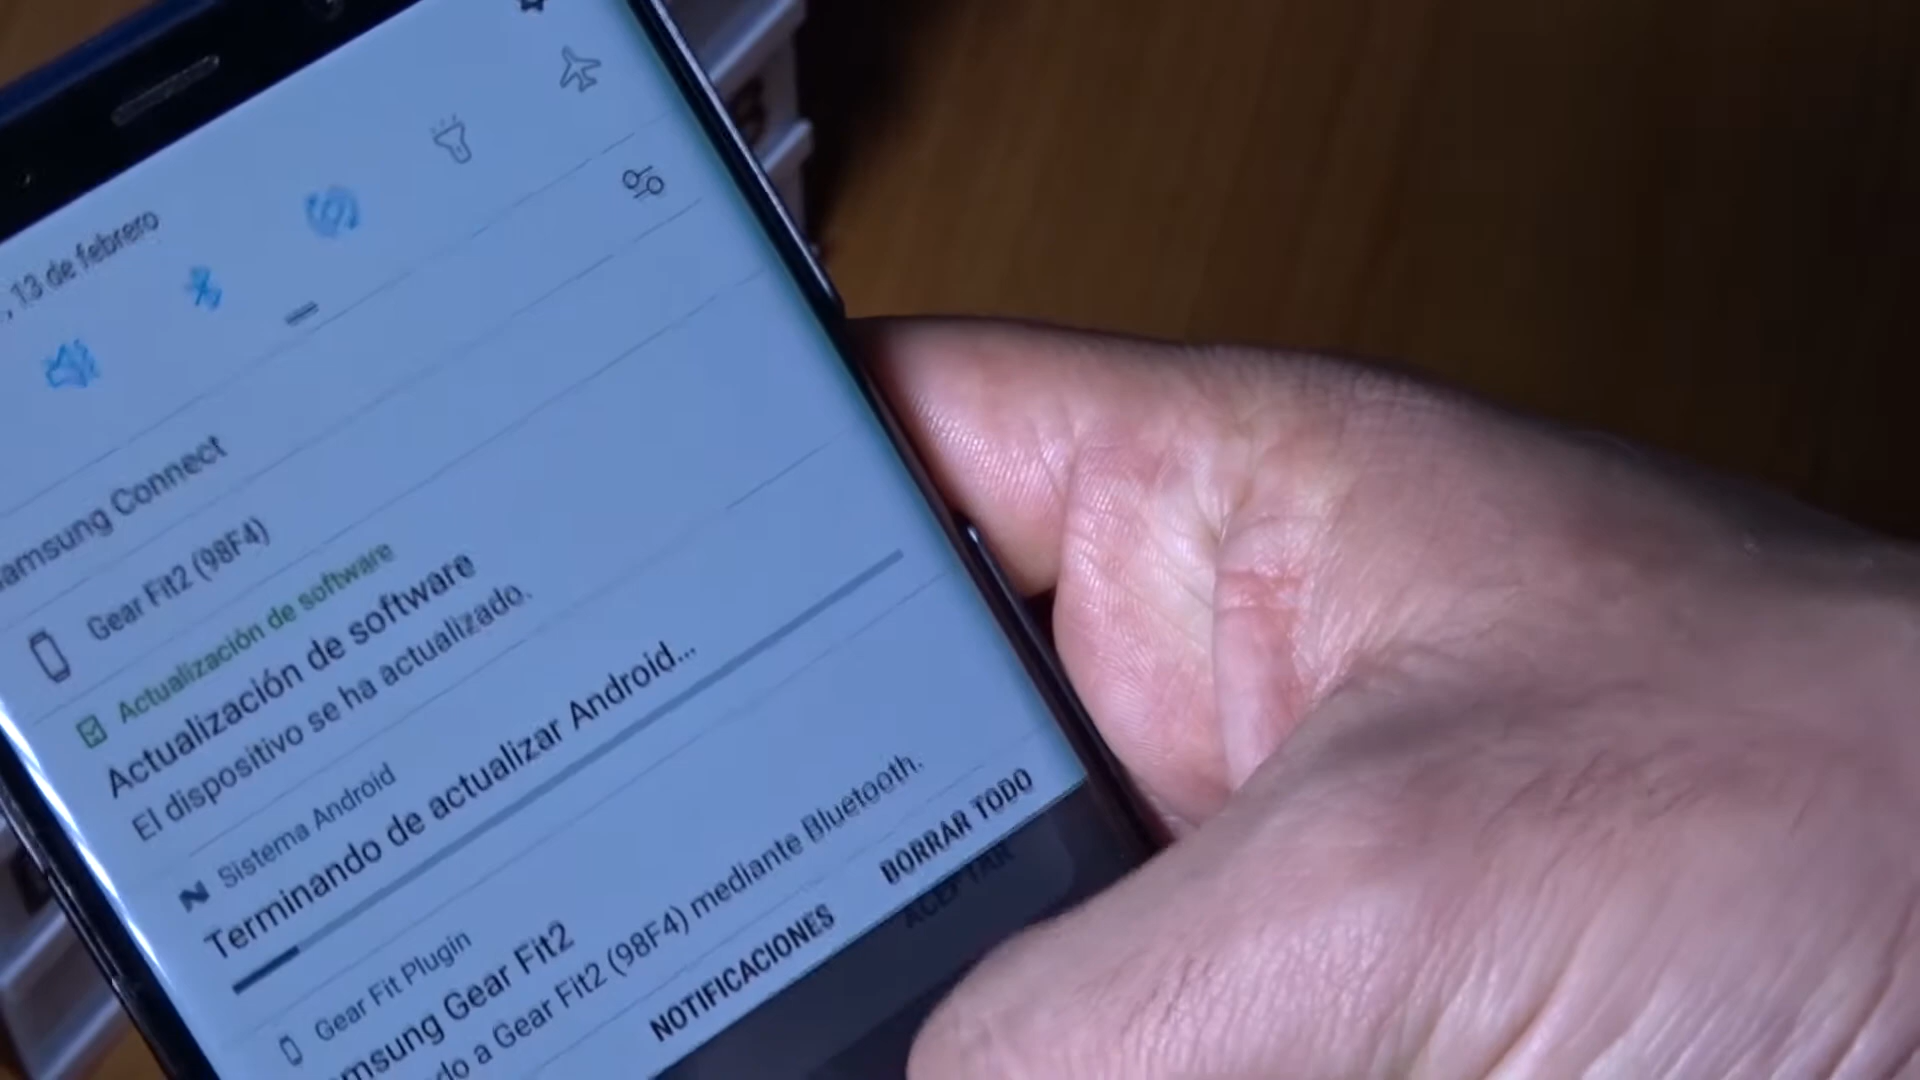 , 13 de febrero
Samsung Connect
Gear Fit2 (98F4)
Actualización de software
Actualización de software
El dispositivo se ha actualizado.
Sistema Android
Terminando de actualizar Android...
Gear Fit Plugin
amsung Gear Fit2
do a Gear Fit2 (98F4) mediante Bluetooth.
NOTIFICACIONES
BORRAR TODO
ACEPTAR